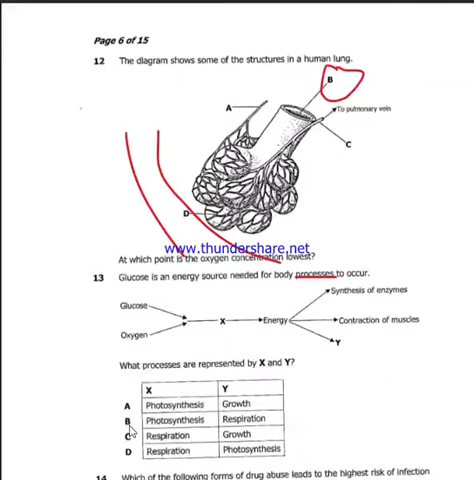 Page 6 of 15
12 The diagram shows some of the structures in a human lung.
B
A
To pulmonary vein
C
D
www.thundershare.net
At which point is the oxygen concentration lowest?
13 Glucose is an energy source needed for body processes to occur.
Synthesis of enzymes
Glucose
X Energy Contraction of muscles
Oxygen
Y
What processes are represented by X and Y?
X Y
A Photosynthesis Growth
B Photosynthesis Respiration
C Respiration Growth
D Respiration Photosynthesis
14 Which of the following forms of drug abuse leads to the highest risk of infection